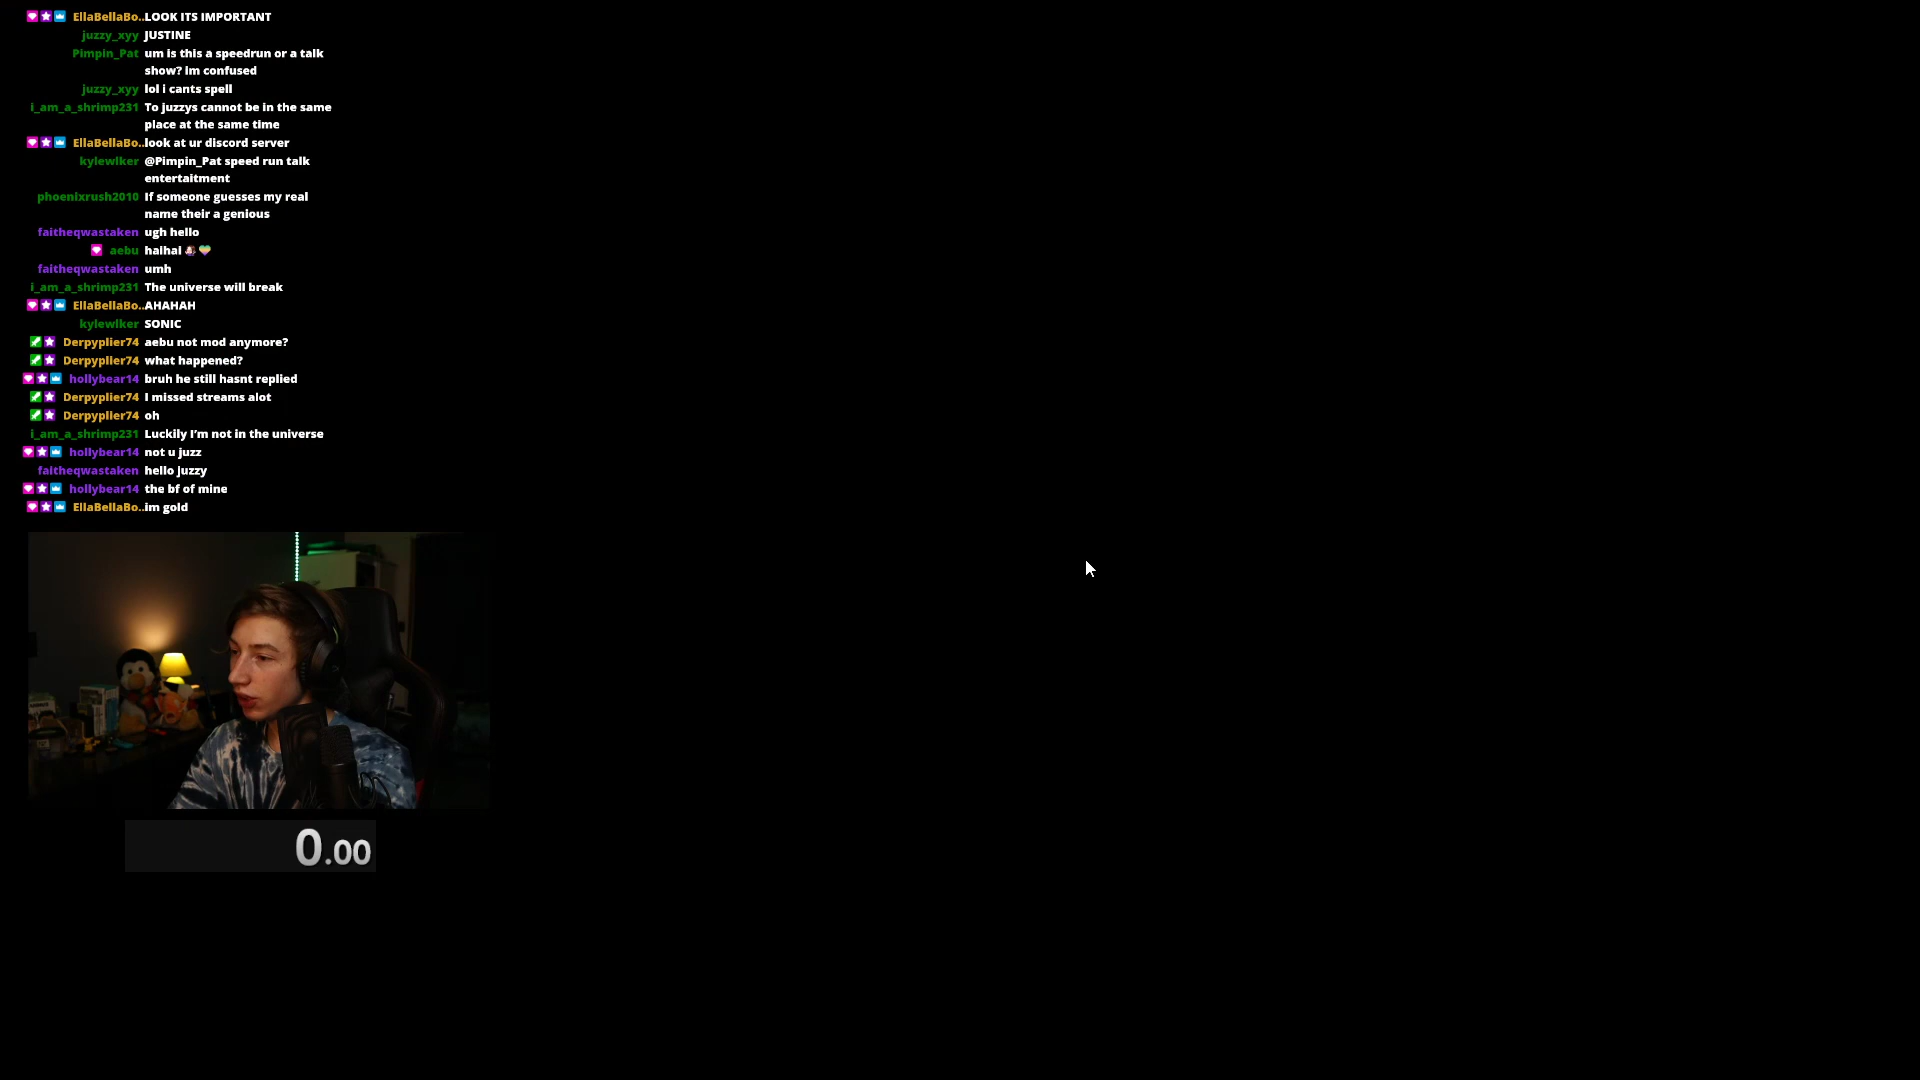 EllaBellaBo..LOOK ITS IMPORTANT
juzzy_xyy JUSTINE
Pimpin_Pat um is this a speedrun or a talk
show? im confused
juzzy_xyy lol i cants spell
i_am_a_shrimp231 To juzzys cannot be in the same
place at the same time
EllaBellaBo..look at ur discord server
kylewlker @Pimpin_Pat speed run talk
entertaitment
phoenixrush2010 If someone guesses my real
name their a genious
faitheqwastaken ugh hello
aebu haihai
faitheqwastaken umh
i_am_a_shrimp231 The universe will break
EllaBellaBo..AHAHAH
kylewlker SONIC
Derpyplier74 aebu not mod anymore?
Derpyplier74 what happened?
hollybear14 bruh he still hasnt replied
Derpyplier74 I missed streams alot
Derpyplier74 oh
i_am_a_shrimp231 Luckily I’m not in the universe
hollybear14 not u juzz
faitheqwastaken hello juzzy
hollybear14 the bf of mine
EllaBellaBo..im gold
0.00